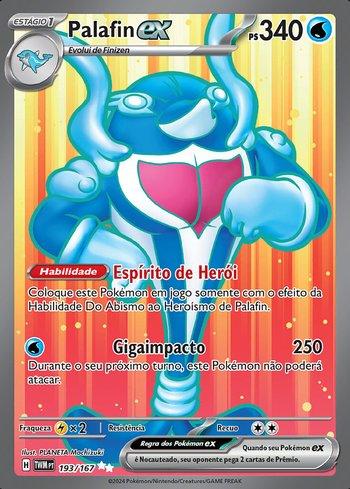 ESTÁGIO 1
Palafin ex
PS 340
Evolui de Finizen
Habilidade Espírito de Herói
Coloque este Pokémon em jogo somente com o efeito da
Habilidade Do Abismo ao Heroísmo de Palafin.
Gigaimpacto 250
Durante o seu próximo turno, este Pokémon não poderá
atacar.
Fraqueza x2 Resistência Recuo
Ilust. PLANETA Mochizuki
Regra dos Pokémon ex
Quando seu Pokémon ex
é Nocauteado, seu oponente pega 2 cartas de Prêmio.
H TWM PT 193/167
©2024 Pokémon/Nintendo/Creatures/GAME FREAK